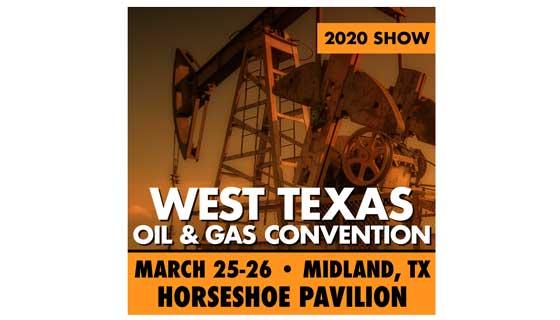 2020 SHOW
WEST TEXAS
OIL & GAS CONVENTION
MARCH 25-26 • MIDLAND, TX
HORSESHOE PAVILION